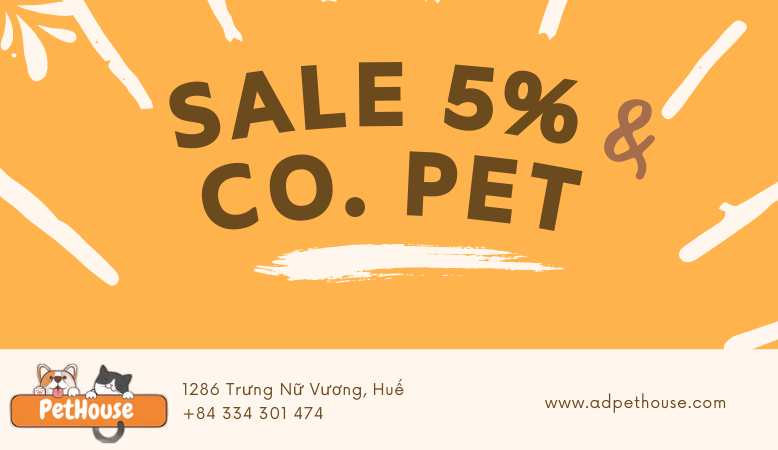 SALE 5% &
CO. PET
PetHouse
1286 Trưng Nữ Vương, Huế
+84 334 301 474
www.adpethouse.com